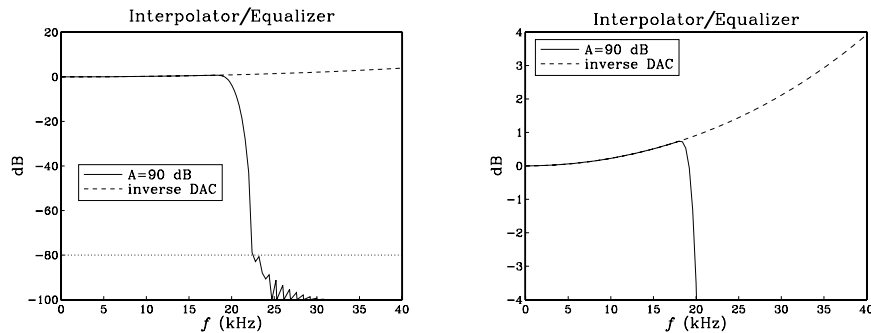 Interpolator/Equalizer
20
0
-20
-40
-60
-80
-100
dB
A=90 dB
inverse DAC
0 5 10 15 20 25 30 35 40
f (kHz)
Interpolator/Equalizer
4
3
2
1
0
-1
-2
-3
-4
dB
A=90 dB
inverse DAC
0 5 10 15 20 25 30 35 40
f (kHz)